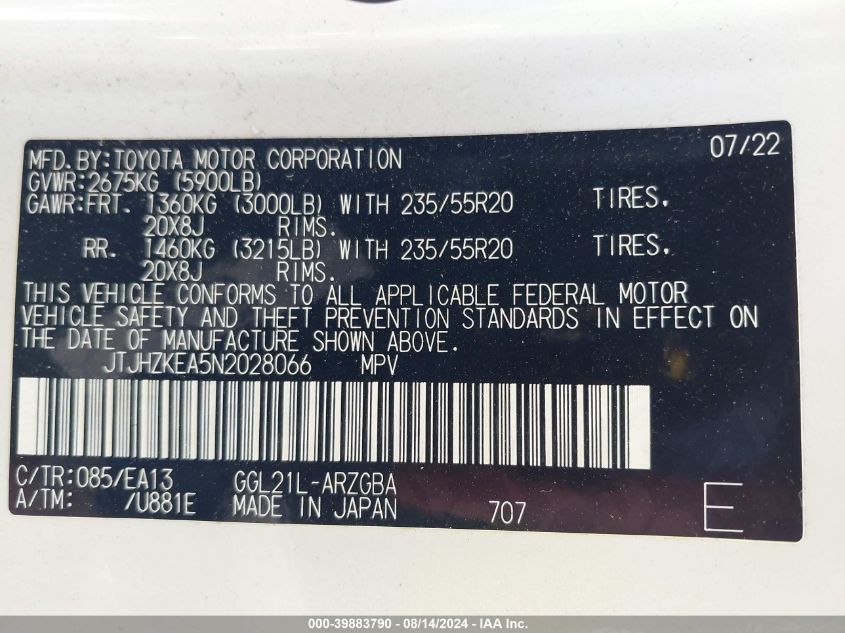 MFD.BY:TOYOTA MOTOR CORPORATION 07/22
GVWR:2675KG (5900LB)
GAWR:FRT. 1360KG (3000LB) WITH 235/55R20 TIRES.
20X8J RIMS.
RR. 1460KG (3215LB) WITH 235/55R20 TIRES.
20X8J RIMS.
THIS VEHICLE CONFORMS TO ALL APPLICABLE FEDERAL MOTOR
VEHICLE SAFETY AND THEFT PREVENTION STANDARDS IN EFFECT ON
THE DATE OF MANUFACTURE SHOWN ABOVE.
JTJHZKEA5N2028066 MPV
C/TR:085/EA13 GGL21L-ARZGBA
A/TM: /U881E MADE IN JAPAN 707 E
000-39883790 - 08/14/2024 - IAA Inc.